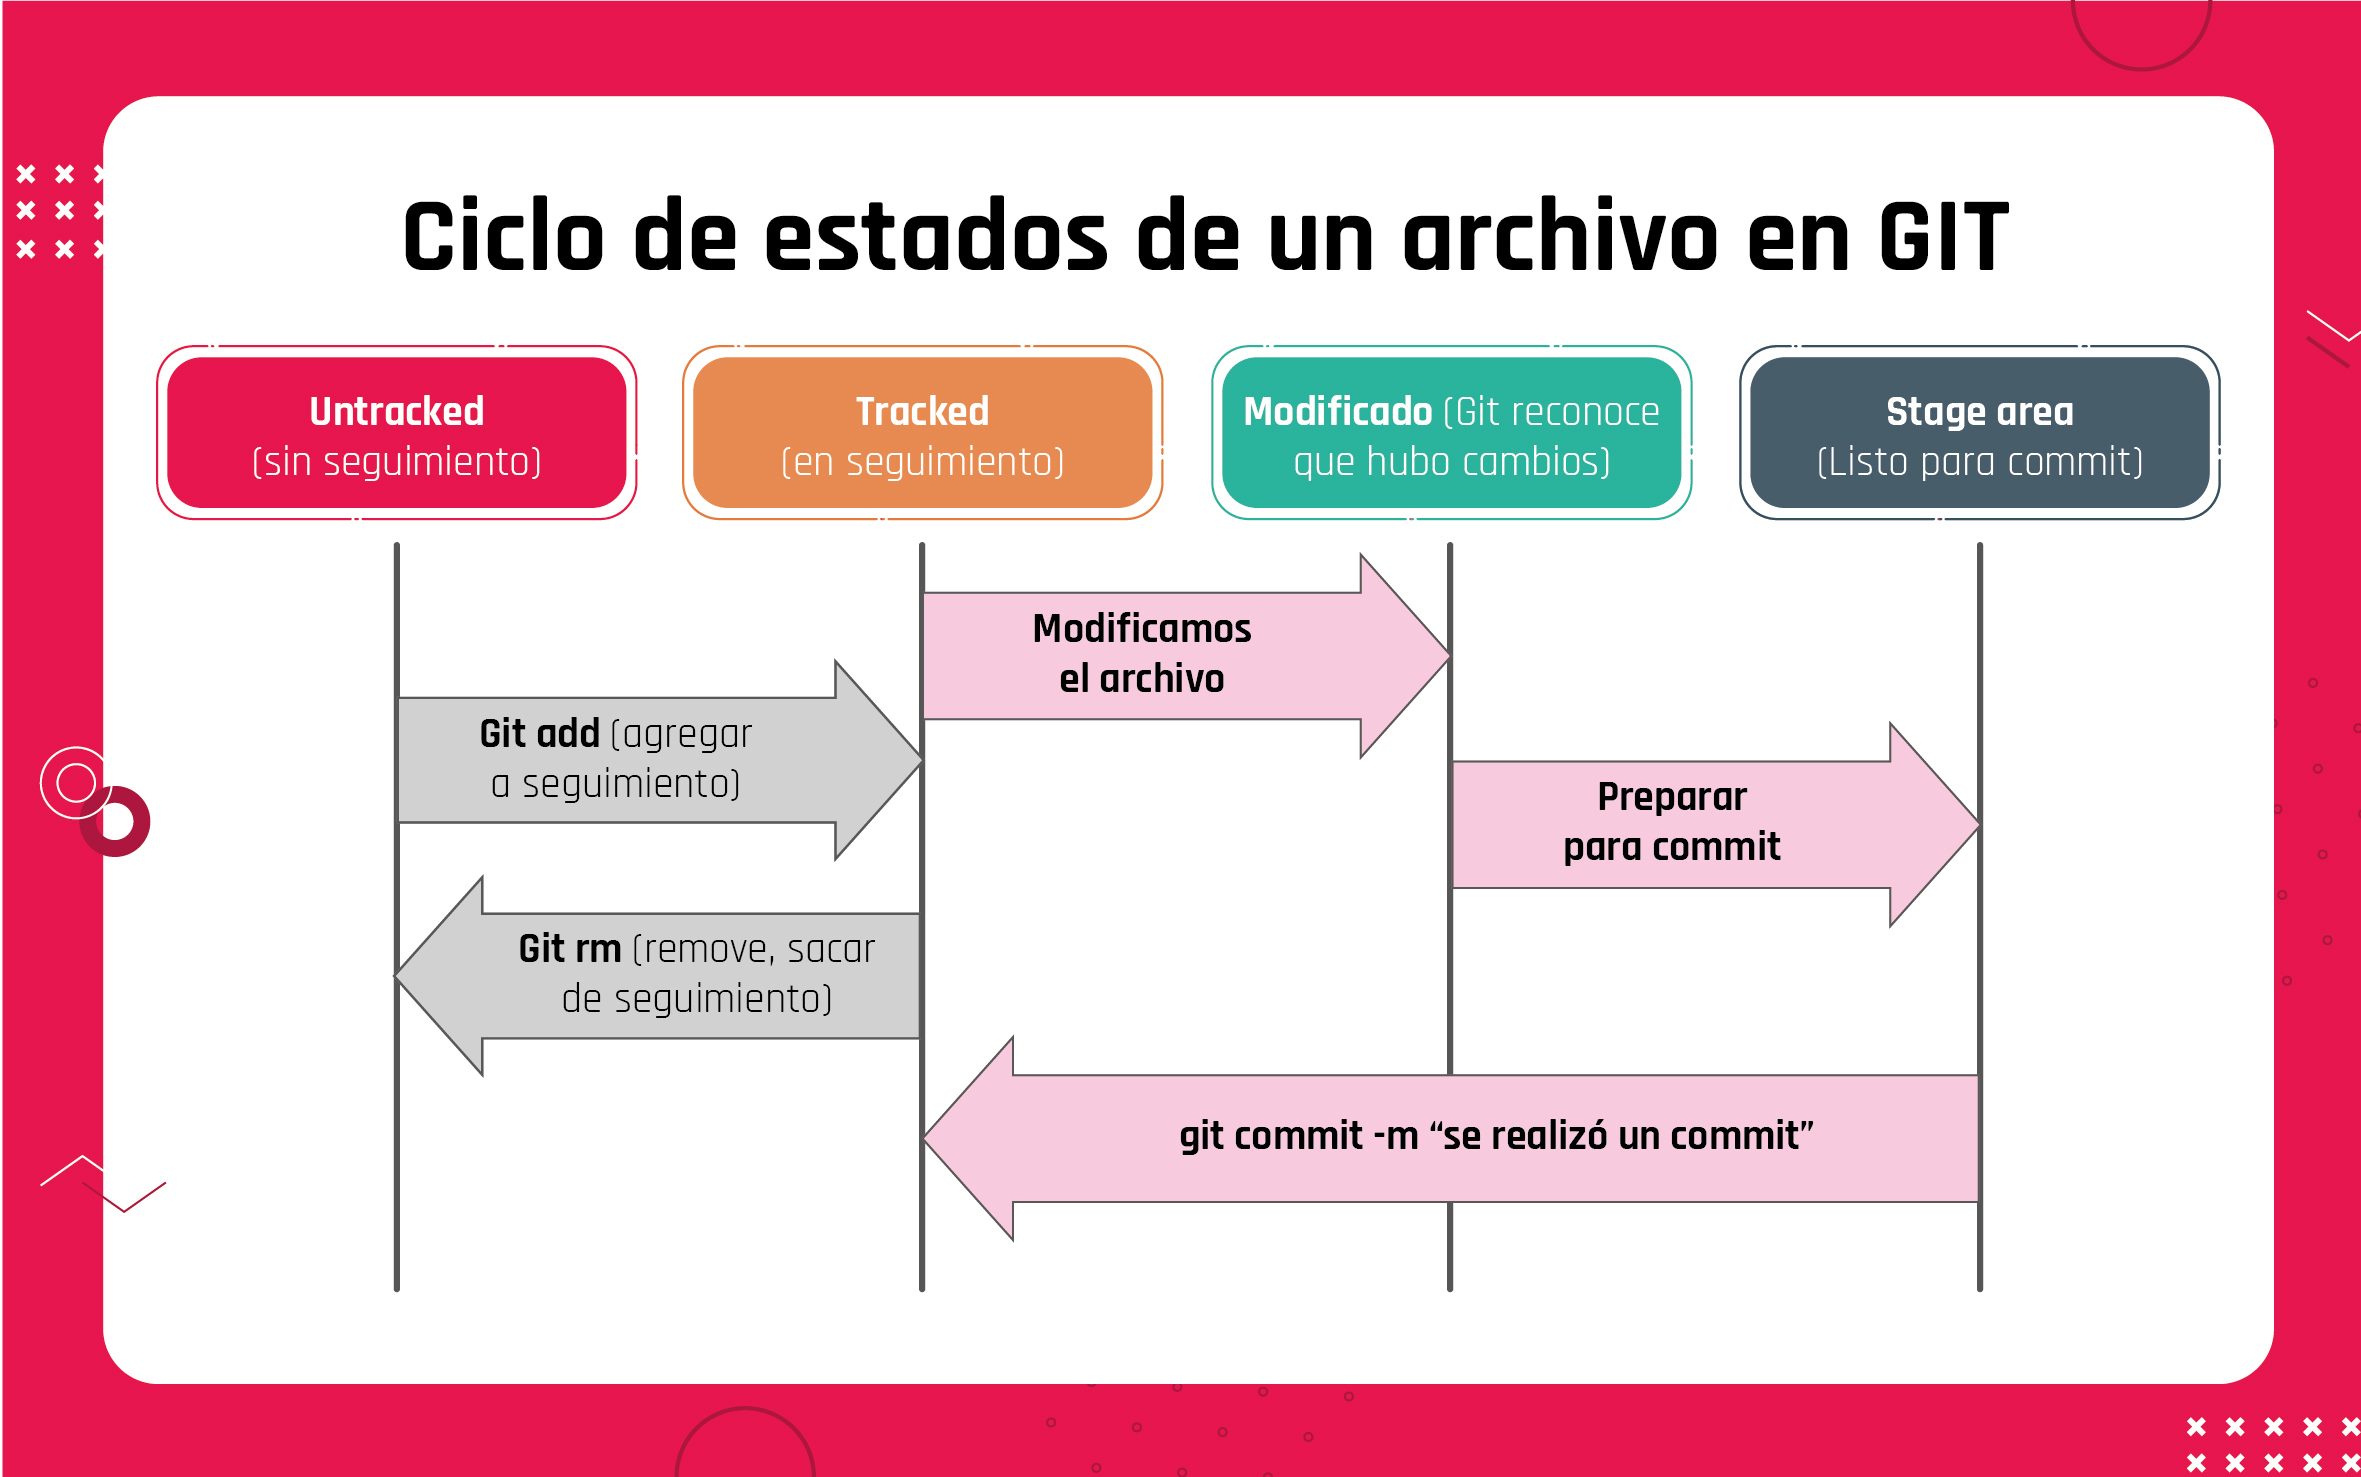 Ciclo de estados de un archivo en GIT
Untracked
(sin seguimiento)
Tracked
(en seguimiento)
Modificado (Git reconoce
que hubo cambios)
Stage area
(Listo para commit)
Modificamos
el archivo
Git add (agregar
a seguimiento)
Preparar
para commit
Git rm (remove, sacar
de seguimiento)
git commit -m “se realizó un commit”